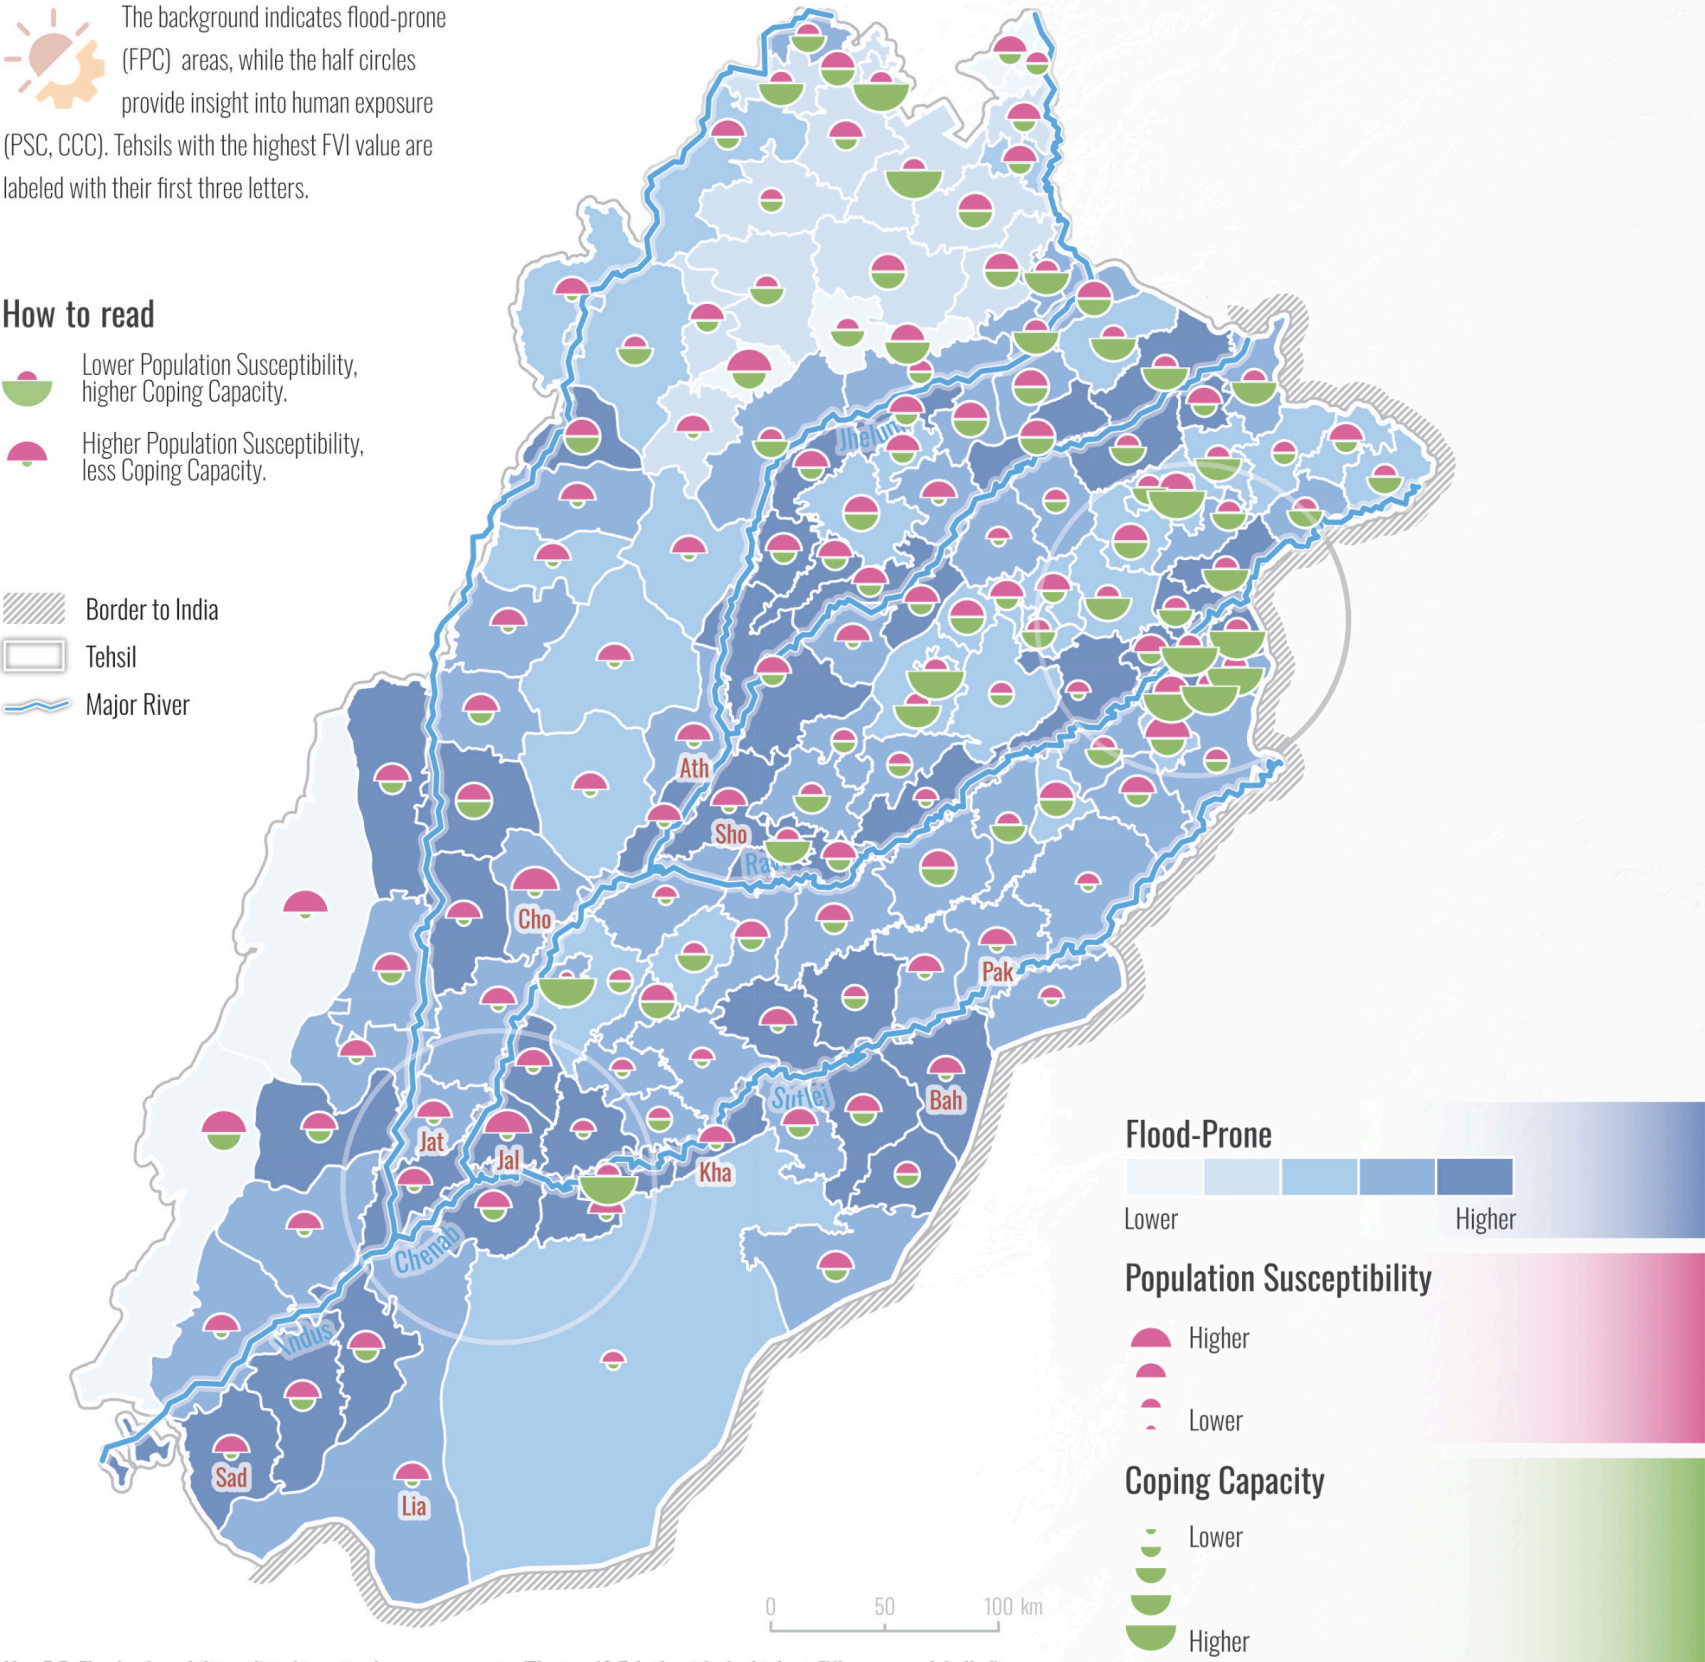 The background indicates flood-prone
(FPC) areas, while the half circles
provide insight into human exposure
(PSC, CCC). Tehsils with the highest FVI value are
labeled with their first three letters.
How to read
Lower Population Susceptibility,
higher Coping Capacity.
Higher Population Susceptibility,
less Coping Capacity.
Border to India
Tehsil
Major River
Jhelum
Ath
Sho
Ravi
Cho
Pak
Sutlej
Bah
Jat
Jal
Kha
Chenab
Indus
Sad
Lia
0 50 100 km
Flood-Prone
Lower Higher
Population Susceptibility
Higher
Lower
Coping Capacity
Lower
Higher